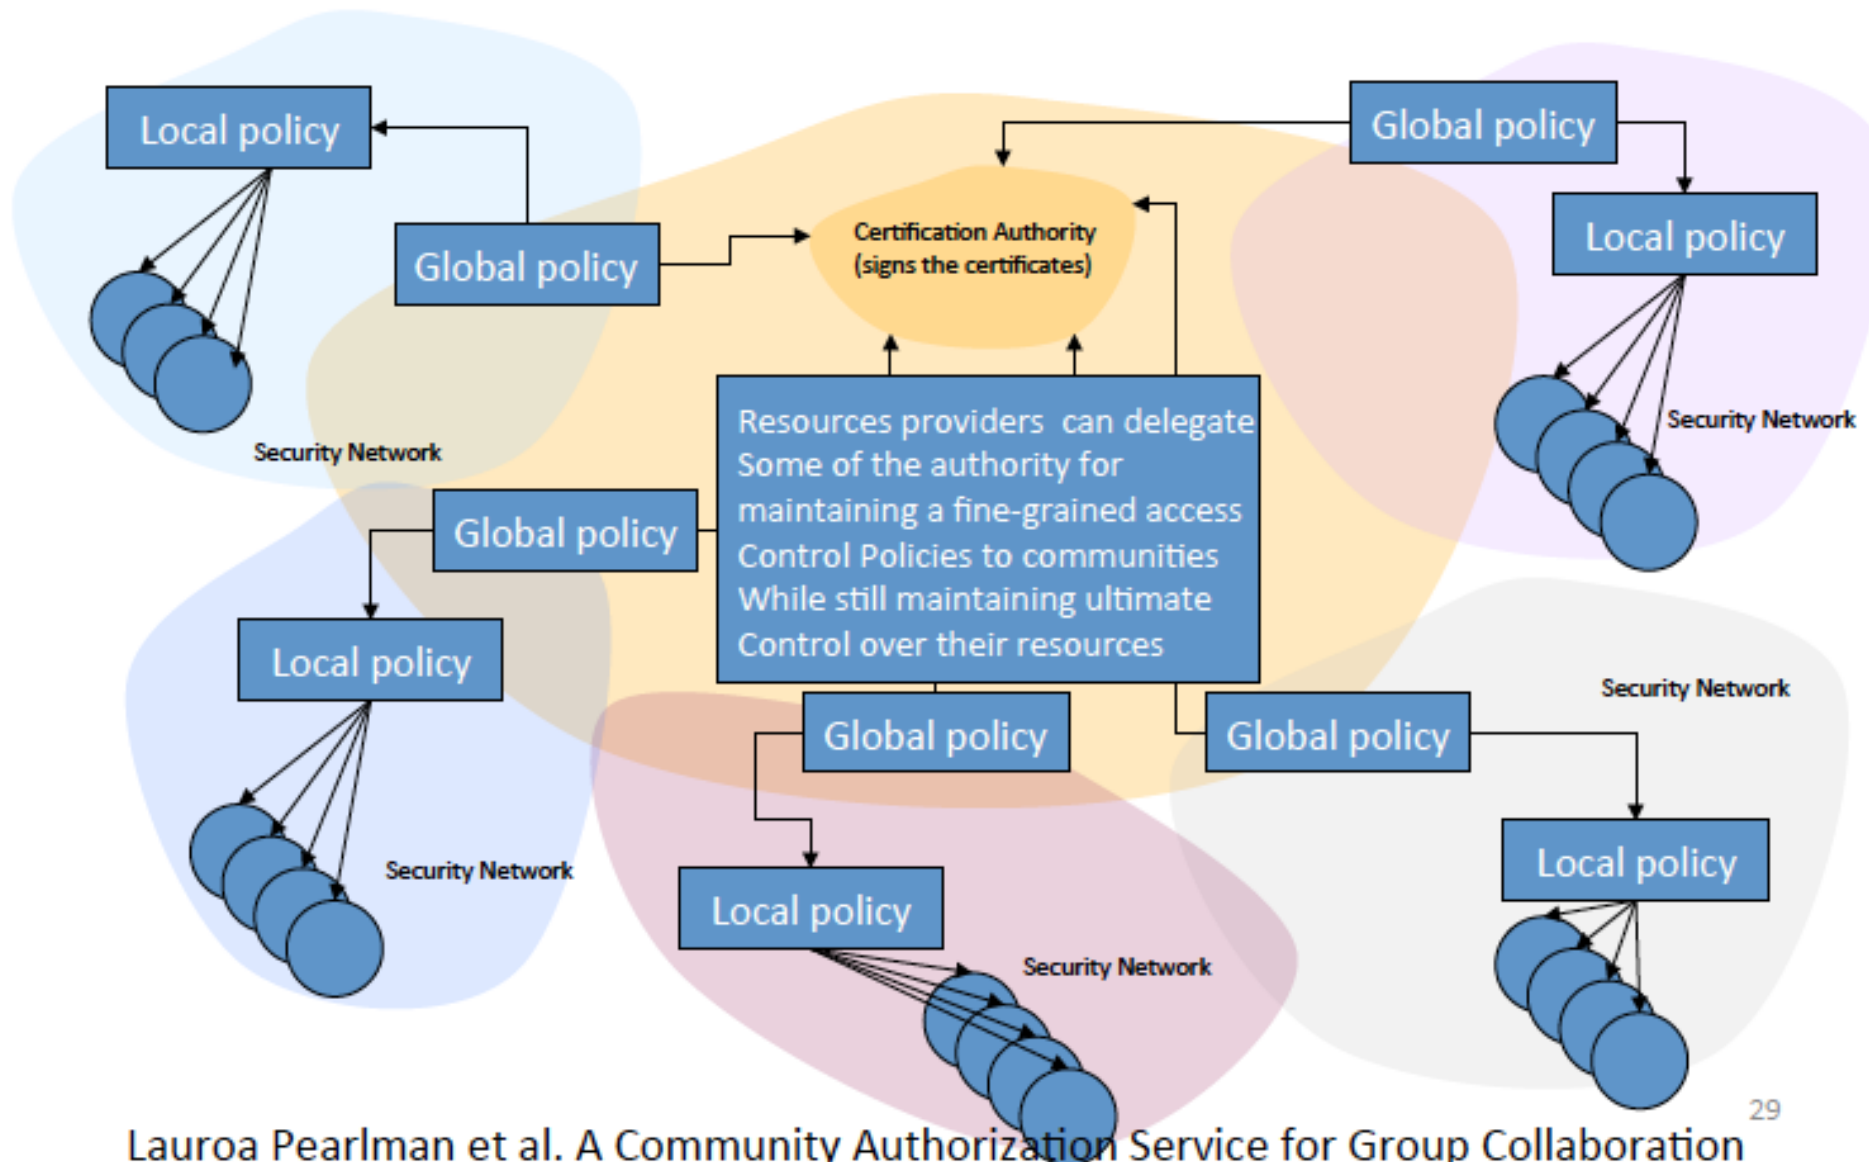 Local policy
Global policy
Global policy
Local policy
Certification Authority
(signs the certificates)
Security Network
Security Network
Resources providers can delegate
Some of the authority for
maintaining a fine-grained access
Control Policies to communities
While still maintaining ultimate
Control over their resources
Global policy
Local policy
Security Network
Global policy
Global policy
Local policy
Security Network
Local policy
Security Network
29
Lauroa Pearlman et al. A Community Authorization Service for Group Collaboration